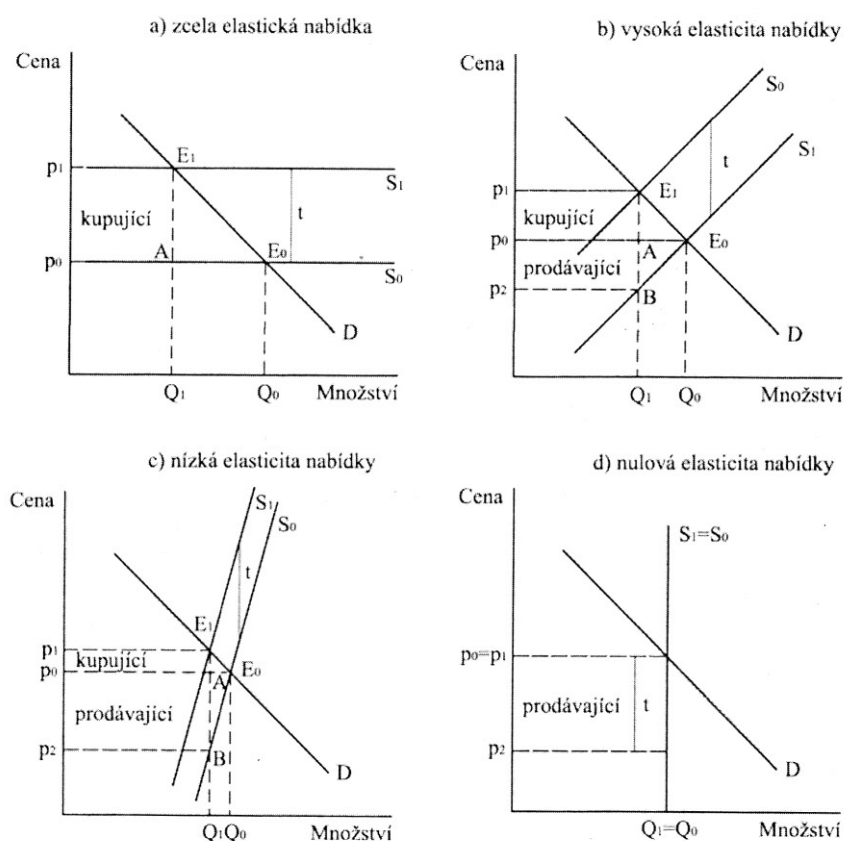 a) zcela elastická nabídka
Cena
E1
p1
S1
kupující
t
A
E0
p0
S0
D
Q1
Q0
Množství
b) vysoká elasticita nabídky
Cena
S0
S1
t
p1
E1
kupující
p0
A
E0
prodávající
p2
B
D
Q1
Q0
Množství
c) nízká elasticita nabídky
Cena
S1
S0
t
E1
p1
kupující
p0
A
E0
prodávající
p2
B
D
Q1Q0
Množství
d) nulová elasticita nabídky
Cena
S1=S0
p0=p1
prodávající
t
p2
D
Q1=Q0
Množství